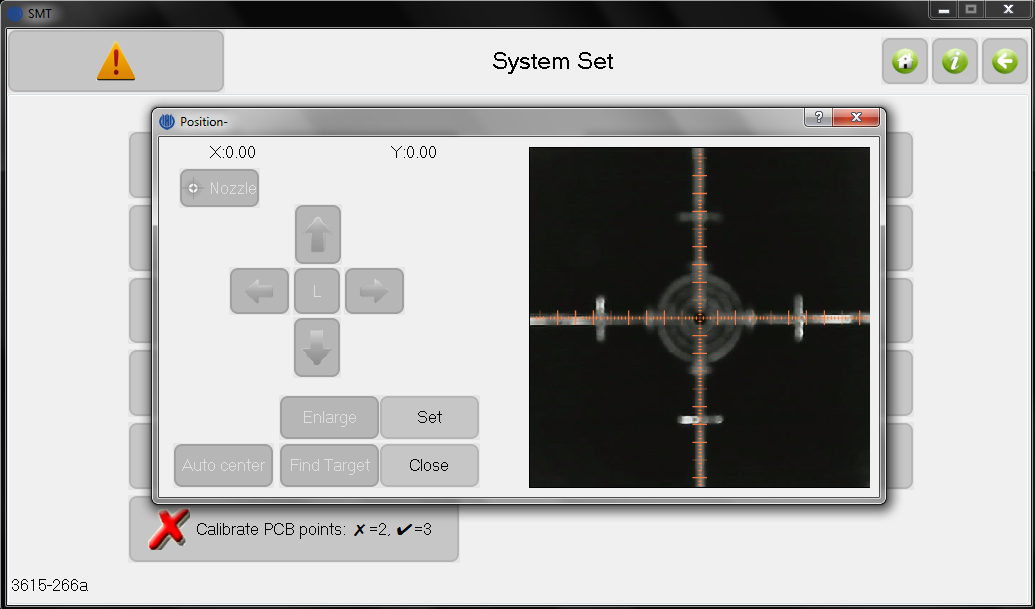 SMT
System Set
Position-
X:0.00 Y:0.00
Nozzle
L
Enlarge Set
Auto center Find Target Close
Calibrate PCB points: ✗=2, ✔=3
3615-266a